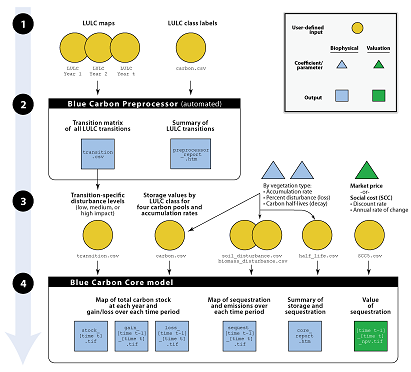 1
LULC maps
LULC class labels
LULC
Year 1
LULC
Year 2
LULC
Year t
carbon.csv
User-defined
input
Biophysical
Valuation
Coefficient/
parameter
Output
2
Blue Carbon Preprocessor (automated)
Transition matrix
of all LULC transitions
Summary of
LULC transitions
transition
.csv
preprocessor
_report_
.htm
3
Transition-specific
disturbance levels
(low, medium, or
high impact)
Storage values by
LULC class for
four carbon pools and
accumulation rates
By vegetation type:
• Accumulation rate
• Percent disturbance (loss)
• Carbon half lives (decay)
Market price
-or-
Social cost (SCC)
• Discount rate
• Annual rate of change
transition.csv
carbon.csv
soil_disturbance.csv
biomass_disturbance.csv
half_life.csv
SCC5.csv
4
Blue Carbon Core model
Map of total carbon stock
at each year and
gain/loss over each time period
Map of sequestration
and emissions over
each time period
Summary of
storage and
sequestration
Value
of
sequestration
stock_
[time t]
.tif
gain_
[time t-1]
_[time t]
.tif
loss_
[time t-1]
_[time t]
.tif
sequest_
[time t-1]
_[time t]
.tif
core_
report
.htm
[time t-1]
_[time t]
_npv.tif